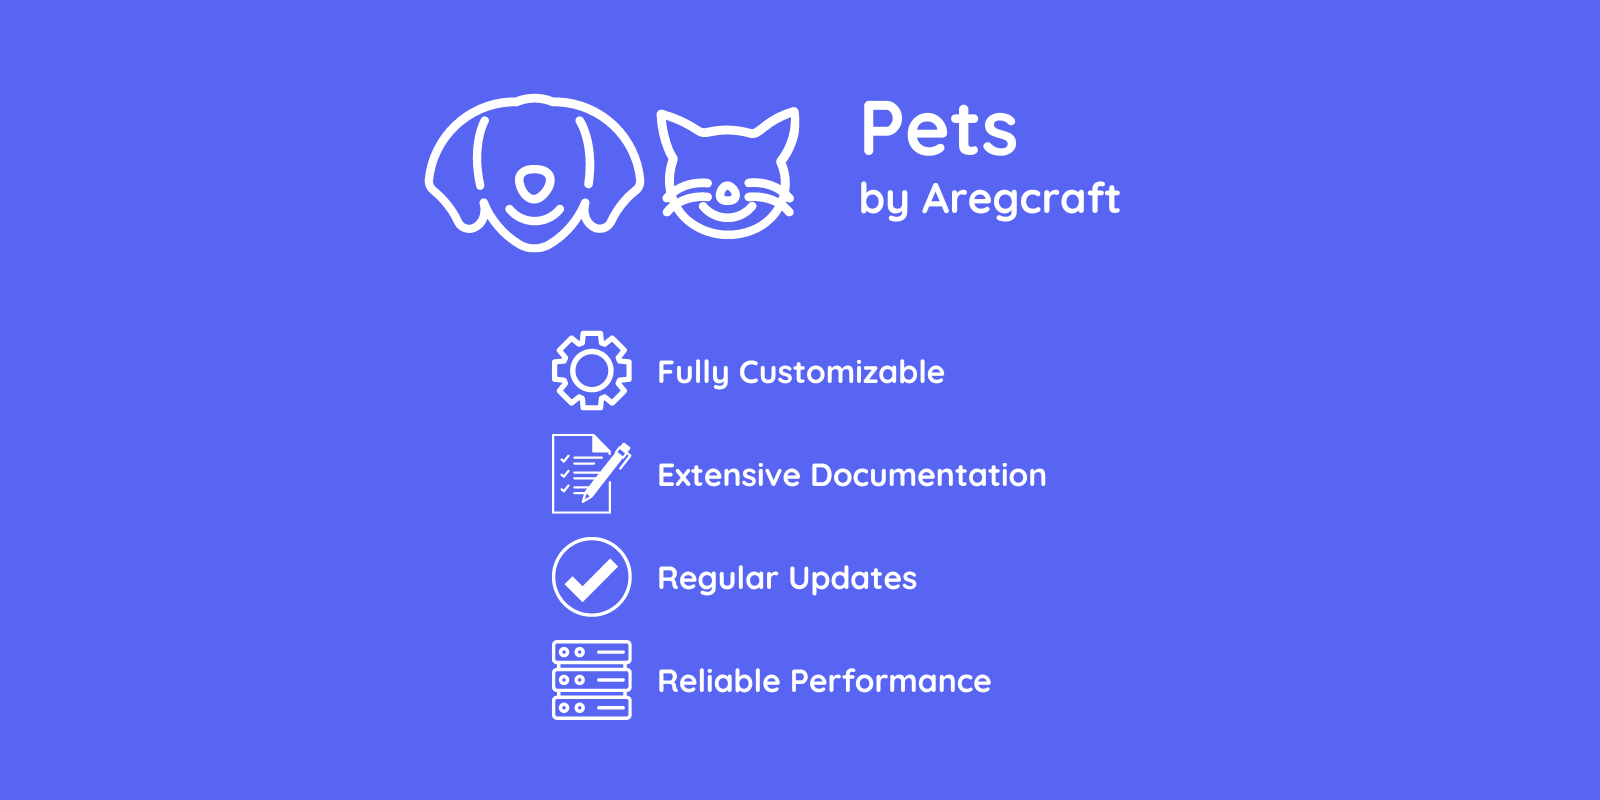 Pets
by Aregcraft
Fully Customizable
Extensive Documentation
Regular Updates
Reliable Performance